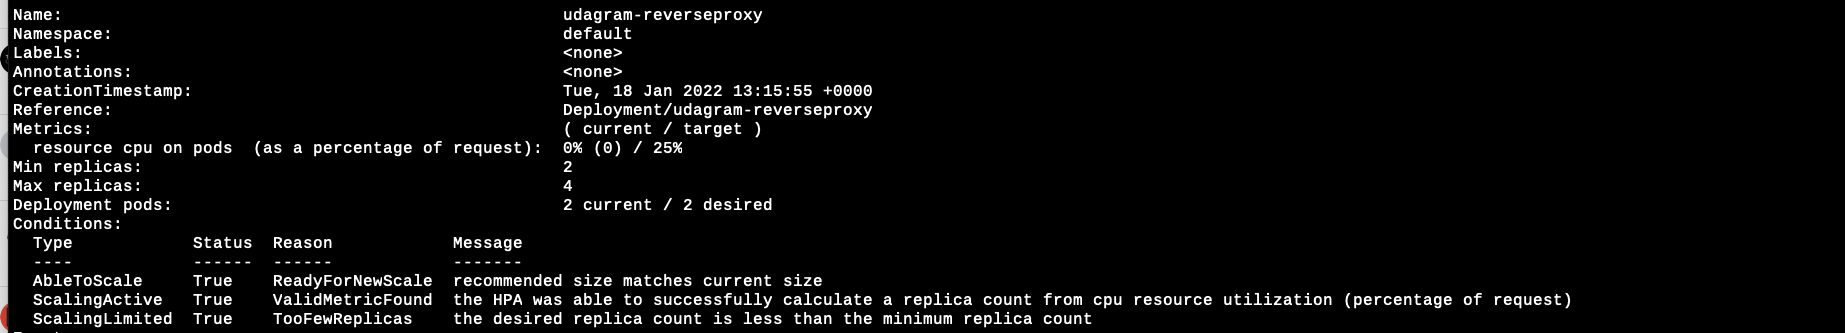 Name: udagram-reverseproxy
Namespace: default
Labels: <none>
Annotations: <none>
CreationTimestamp: Tue, 18 Jan 2022 13:15:55 +0000
Reference: Deployment/udagram-reverseproxy
Metrics: ( current / target )
resource cpu on pods (as a percentage of request): 0% (0) / 25%
Min replicas: 2
Max replicas: 4
Deployment pods: 2 current / 2 desired
Conditions:
Type Status Reason Message
---- ------ ------ -------
AbleToScale True ReadyForNewScale recommended size matches current size
ScalingActive True ValidMetricFound the HPA was able to successfully calculate a replica count from cpu resource utilization (percentage of request)
ScalingLimited True TooFewReplicas the desired replica count is less than the minimum replica count